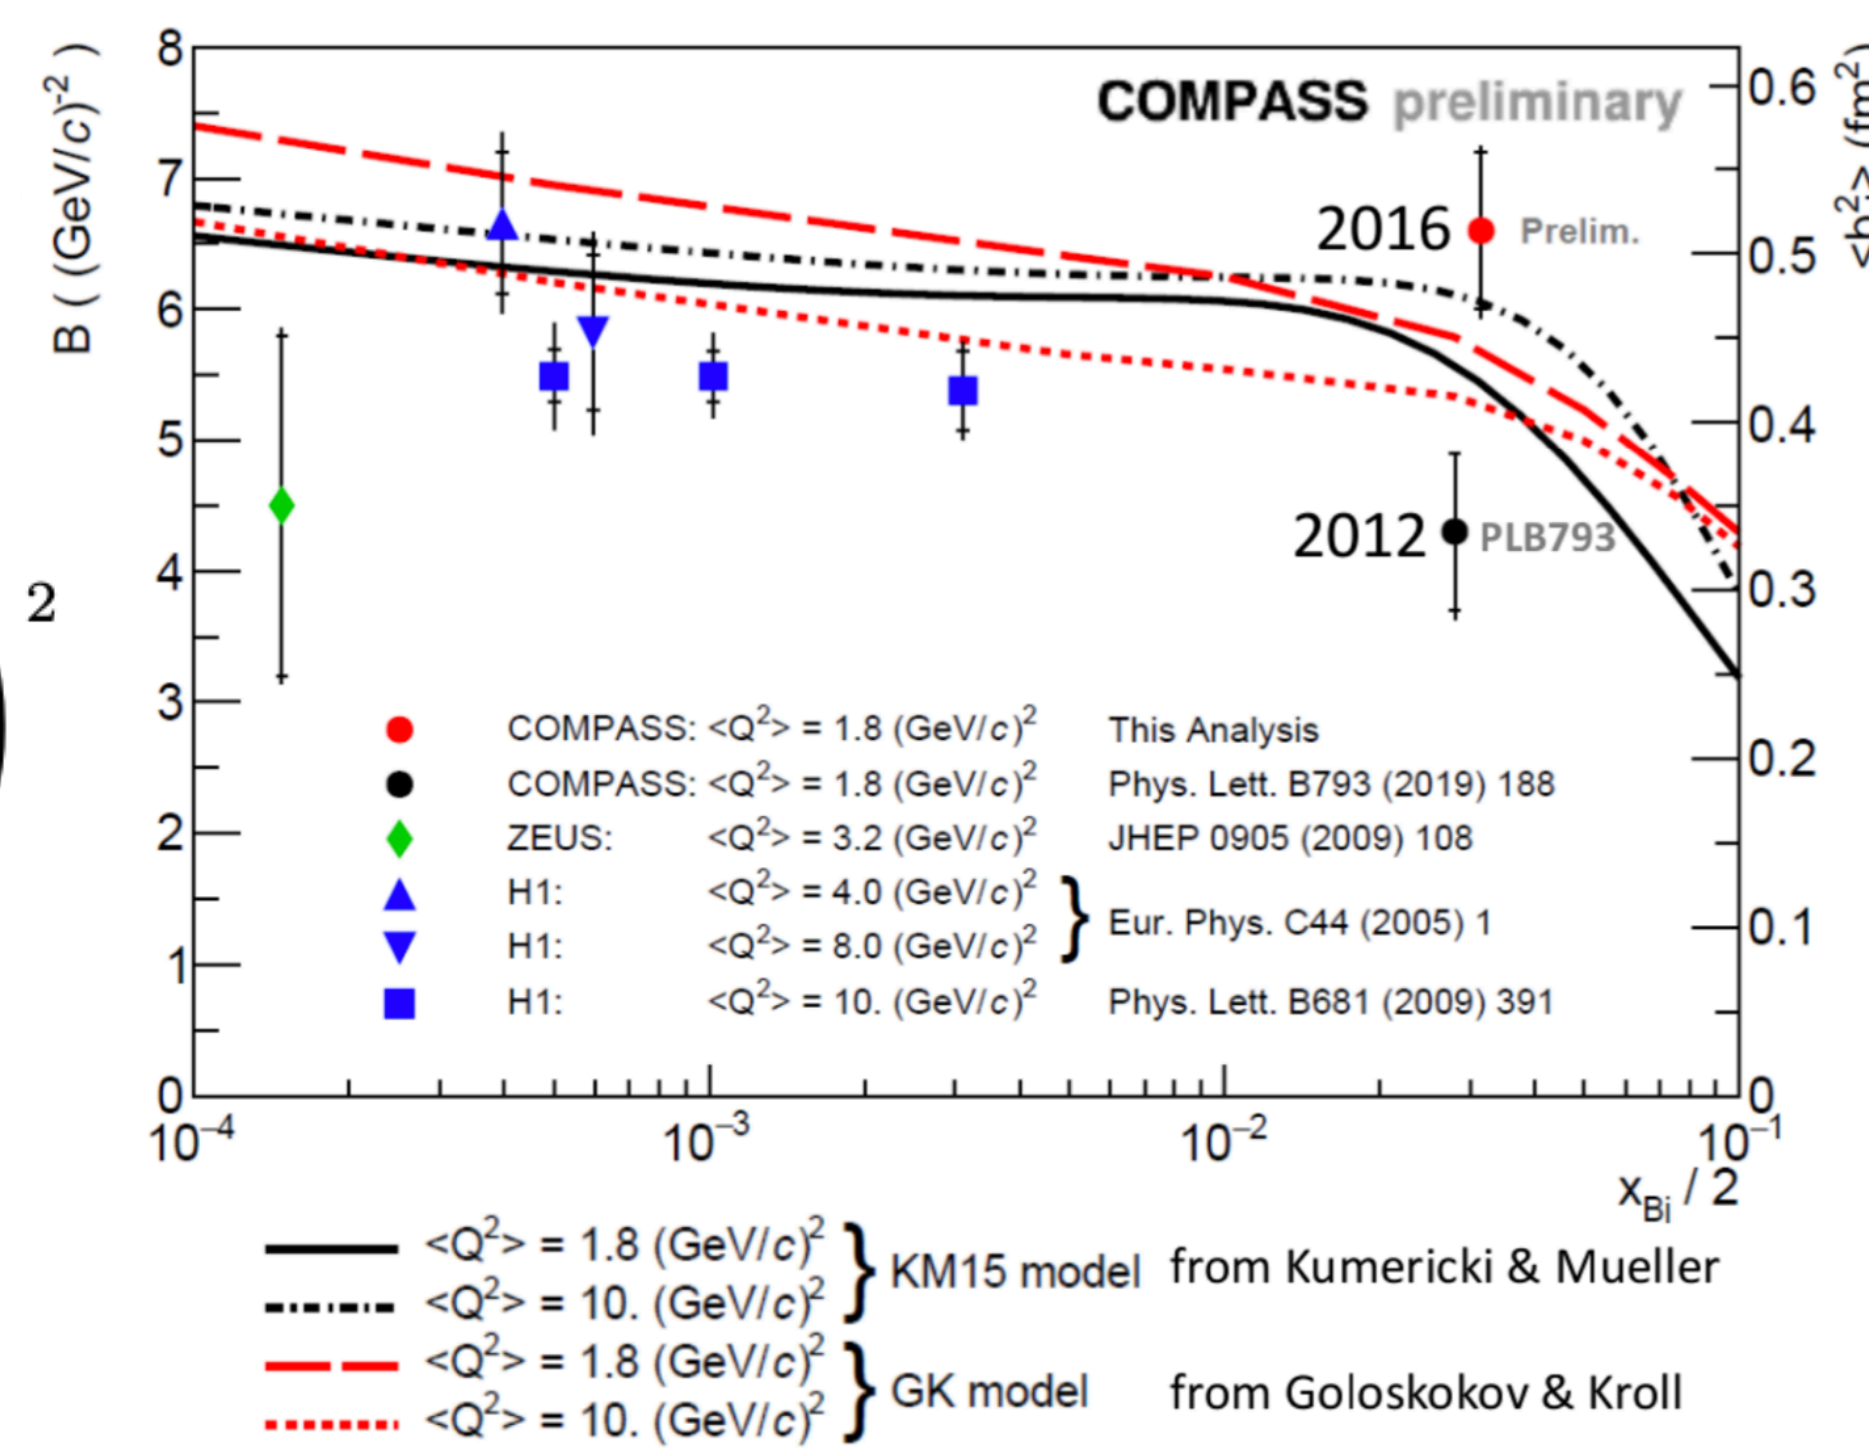 COMPASS preliminary
B ( (GeV/c)⁻² )
<b²> (fm²)
8
7
6
5
4
3
2
1
0
0.6
0.5
0.4
0.3
0.2
0.1
0
2
2016 Prelim.
2012 PLB793
COMPASS: <Q²> = 1.8 (GeV/c)² This Analysis
COMPASS: <Q²> = 1.8 (GeV/c)² Phys. Lett. B793 (2019) 188
ZEUS: <Q²> = 3.2 (GeV/c)² JHEP 0905 (2009) 108
H1: <Q²> = 4.0 (GeV/c)²
H1: <Q²> = 8.0 (GeV/c)²
} Eur. Phys. C44 (2005) 1
H1: <Q²> = 10. (GeV/c)² Phys. Lett. B681 (2009) 391
10⁻⁴ 10⁻³ 10⁻² 10⁻¹
x_Bj / 2
<Q²> = 1.8 (GeV/c)²
<Q²> = 10. (GeV/c)²
} KM15 model from Kumericki & Mueller
<Q²> = 1.8 (GeV/c)²
<Q²> = 10. (GeV/c)²
} GK model from Goloskokov & Kroll